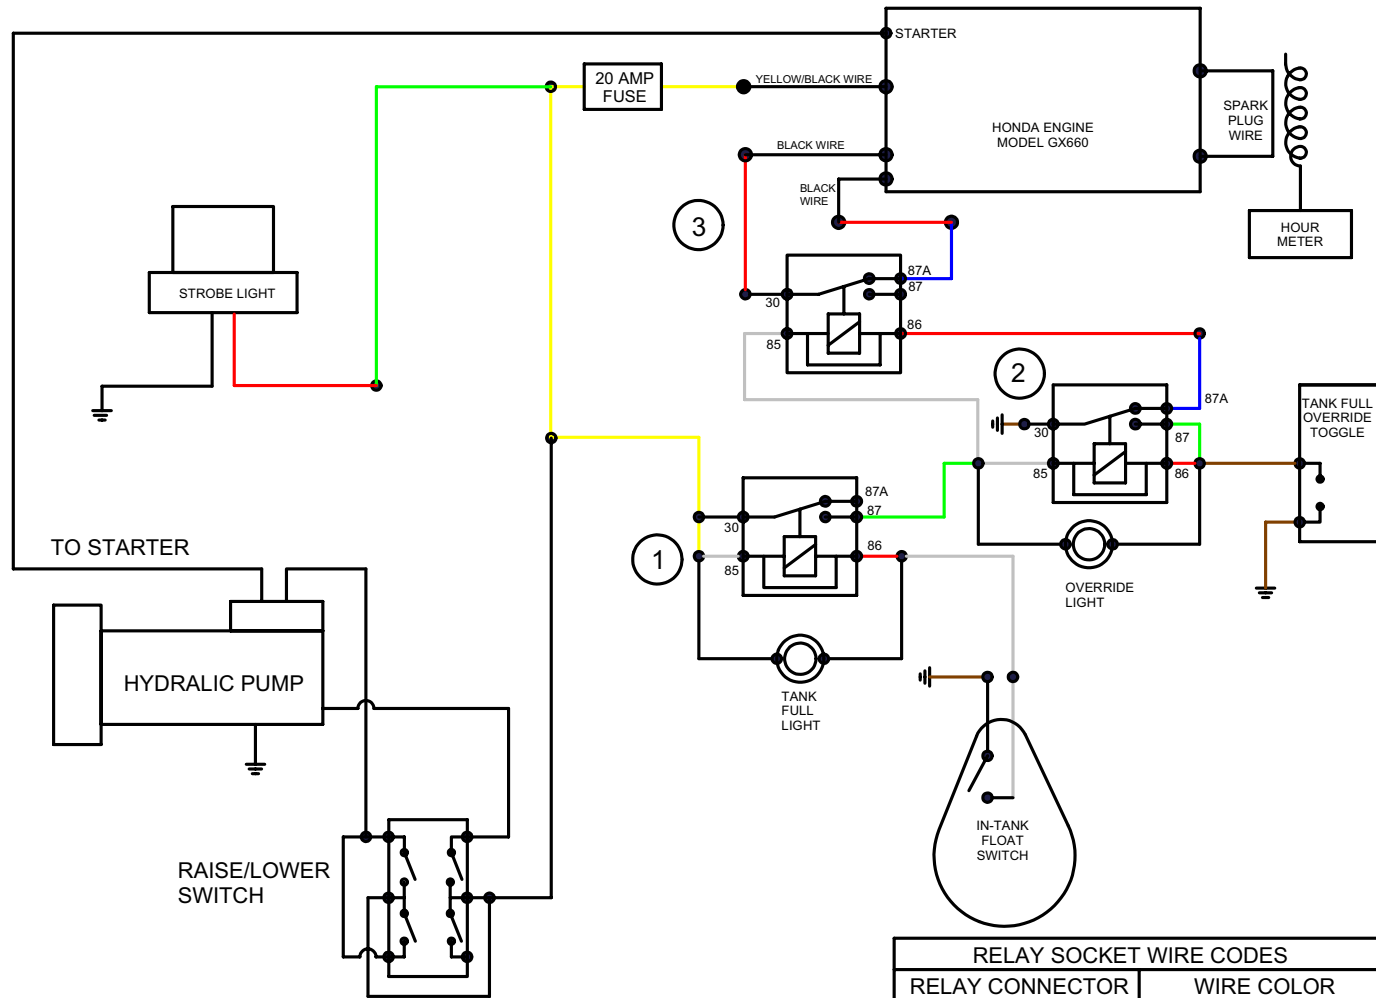 STARTER
20 AMP
FUSE
YELLOW/BLACK WIRE
HONDA ENGINE
MODEL GX660
SPARK
PLUG
WIRE
HOUR
METER
BLACK WIRE
BLACK
WIRE
3
87A
87
30
86
85
STROBE LIGHT
2
87A
87
30
86
85
TANK FULL
OVERRIDE
TOGGLE
OVERRIDE
LIGHT
1
87A
87
30
86
85
TANK
FULL
LIGHT
TO STARTER
HYDRALIC PUMP
RAISE/LOWER
SWITCH
IN-TANK
FLOAT
SWITCH
RELAY SOCKET WIRE CODES
RELAY CONNECTOR
WIRE COLOR